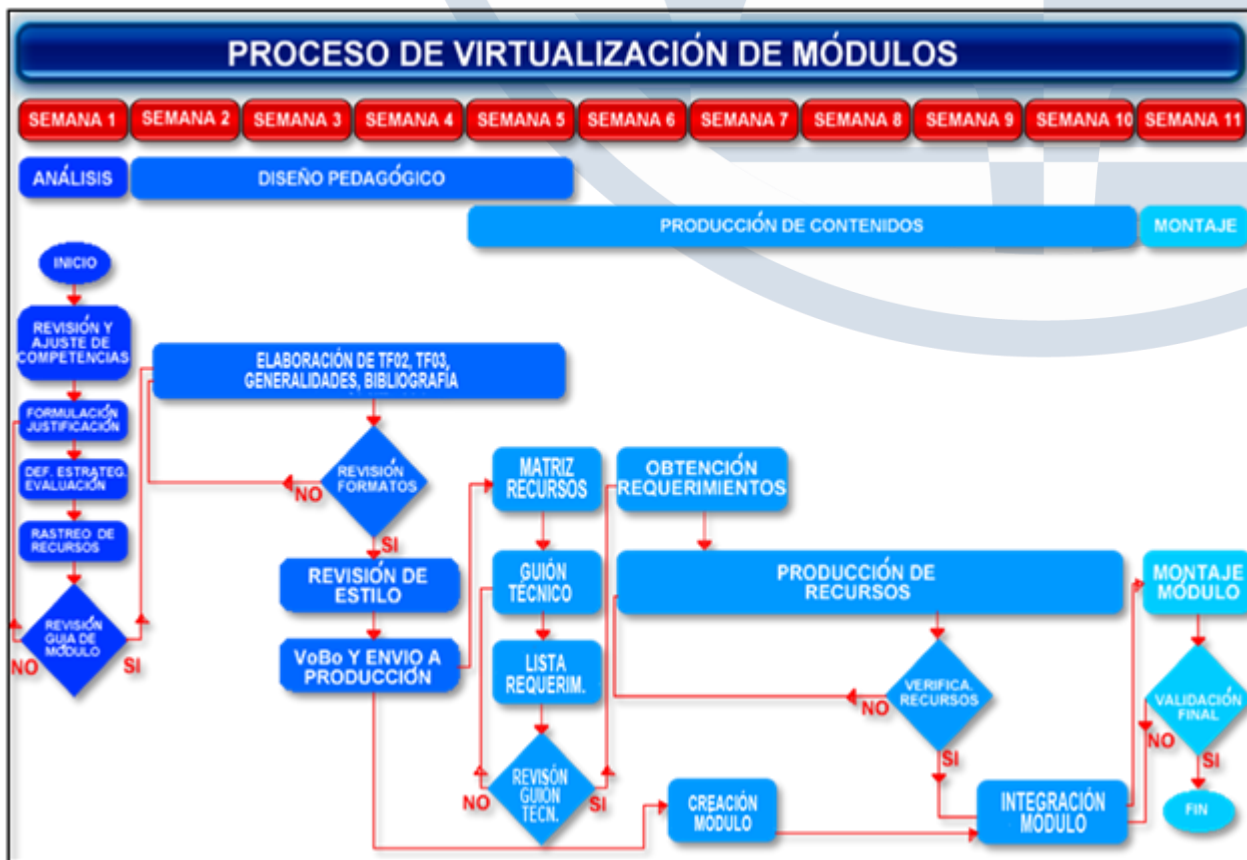 PROCESO DE VIRTUALIZACIÓN DE MÓDULOS
SEMANA 1
SEMANA 2
SEMANA 3
SEMANA 4
SEMANA 5
SEMANA 6
SEMANA 7
SEMANA 8
SEMANA 9
SEMANA 10
SEMANA 11
ANÁLISIS
DISEÑO PEDAGÓGICO
PRODUCCIÓN DE CONTENIDOS
MONTAJE
INICIO
REVISIÓN Y
AJUSTE DE
COMPETENCIAS
FORMULACIÓN
JUSTIFICACIÓN
DEF. ESTRATEG.
EVALUACIÓN
RASTREO DE
RECURSOS
REVISIÓN
GUIA DE
MÓDULO
NO
SI
ELABORACIÓN DE TF02, TF03,
GENERALIDADES, BIBLIOGRAFÍA
REVISIÓN
FORMATOS
NO
SI
REVISIÓN DE
ESTILO
VoBo Y ENVIO A
PRODUCCIÓN
MATRIZ
RECURSOS
GUIÓN
TÉCNICO
LISTA
REQUERIM.
REVISÓN
GUIÓN
TECN.
NO
SI
OBTENCIÓN
REQUERIMIENTOS
PRODUCCIÓN DE
RECURSOS
VERIFICA.
RECURSOS
NO
SI
CREACIÓN
MÓDULO
INTEGRACIÓN
MÓDULO
MONTAJE
MÓDULO
VALIDACIÓN
FINAL
NO
SI
FIN